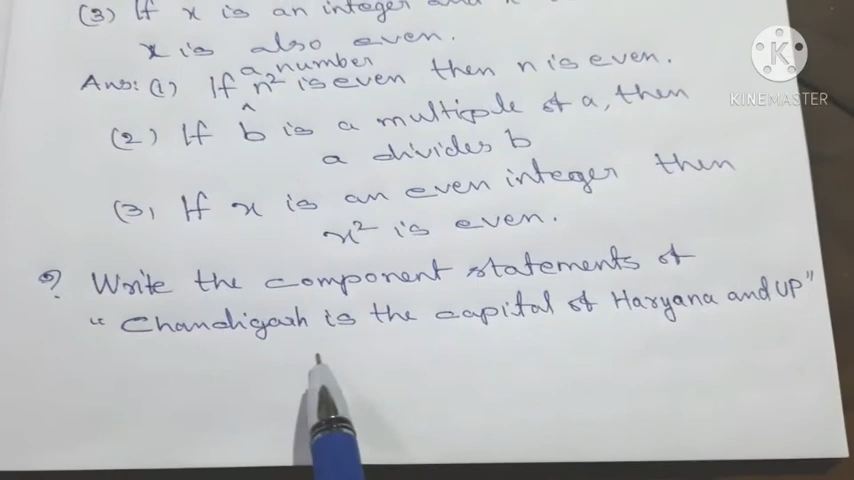 (3) If x is an integer and
x is also even.
Ans: (1) If n² is even then n is even.
a number
(2) If ^ b is a multiple of a, then
a divides b
(3) If x is an even integer then
x² is even.
Q? Write the component statements of
"Chandigarh is the capital of Haryana and UP"
K
KINEMASTER